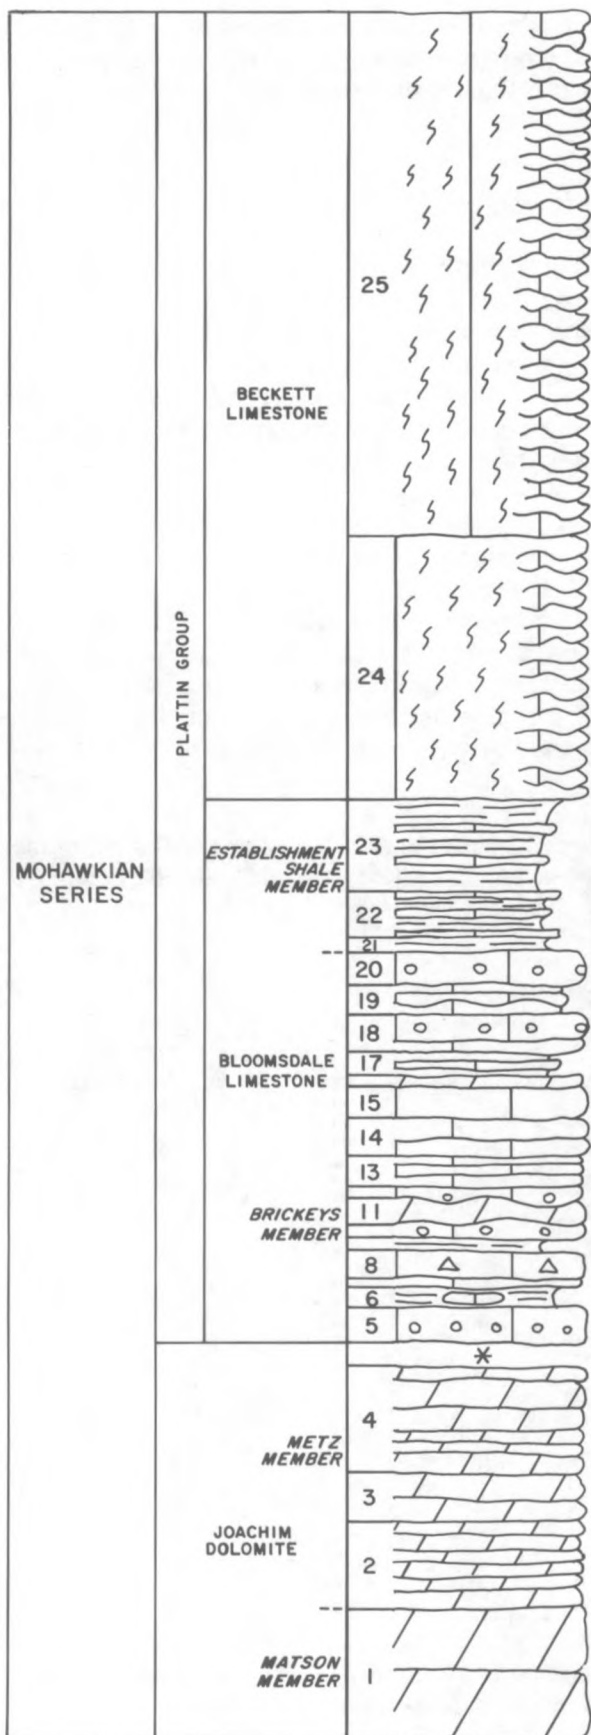 MOHAWKIAN
SERIES
PLATTIN GROUP
BECKETT
LIMESTONE
25
24
ESTABLISHMENT
SHALE
MEMBER
23
22
21
20
19
18
BLOOMSDALE
LIMESTONE
17
15
14
13
BRICKEYS
MEMBER
11
8
6
5
*
METZ
MEMBER
4
3
JOACHIM
DOLOMITE
2
MATSON
MEMBER
1